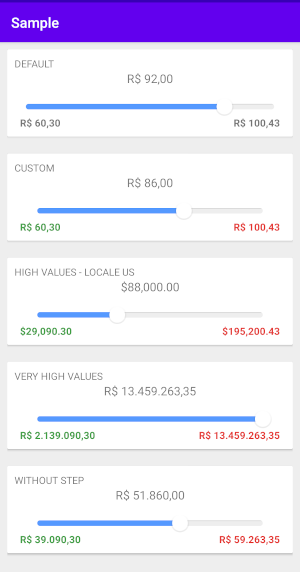 Sample
DEFAULT
R$ 92,00
R$ 60,30 R$ 100,43
CUSTOM
R$ 86,00
R$ 60,30 R$ 100,43
HIGH VALUES - LOCALE US
$88,000.00
$29,090.30 $195,200.43
VERY HIGH VALUES
R$ 13.459.263,35
R$ 2.139.090,30 R$ 13.459.263,35
WITHOUT STEP
R$ 51.860,00
R$ 39.090,30 R$ 59.263,35